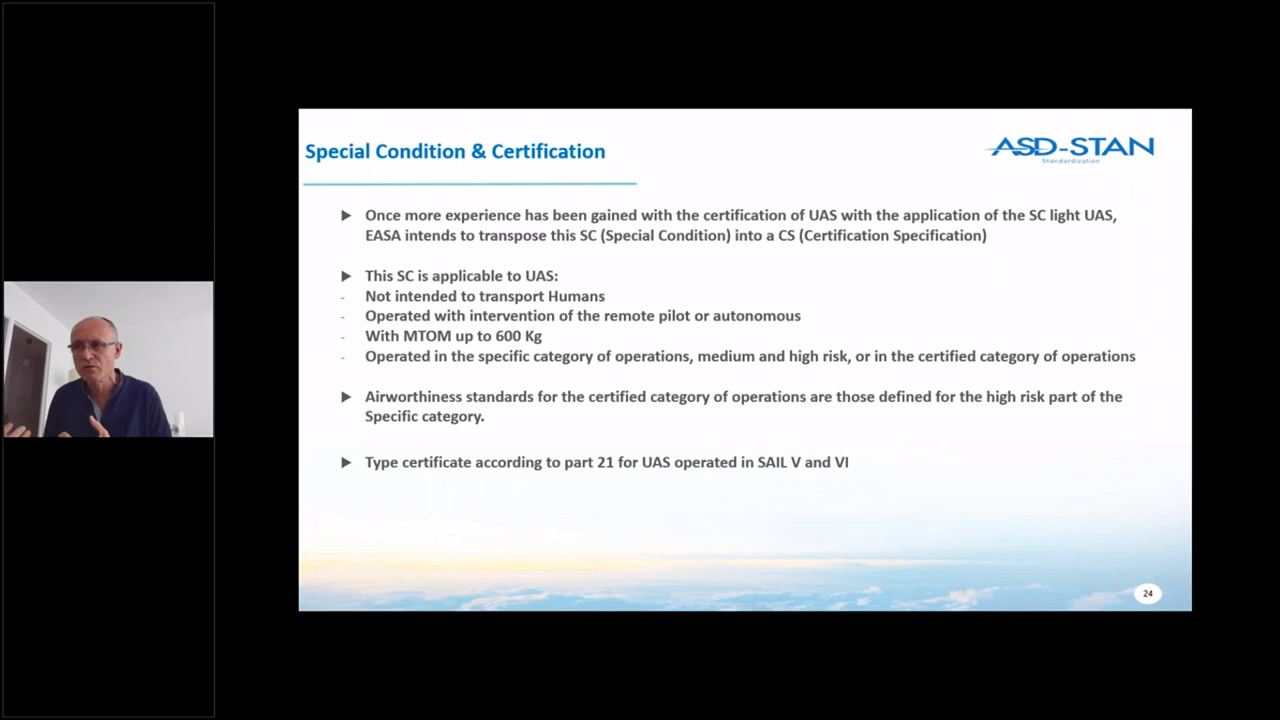 Special Condition & Certification
ASD-STAN
Standardization
Once more experience has been gained with the certification of UAS with the application of the SC light UAS,
EASA intends to transpose this SC (Special Condition) into a CS (Certification Specification)
This SC is applicable to UAS:
- Not intended to transport Humans
- Operated with intervention of the remote pilot or autonomous
- With MTOM up to 600 Kg
- Operated in the specific category of operations, medium and high risk, or in the certified category of operations
Airworthiness standards for the certified category of operations are those defined for the high risk part of the
Specific category.
Type certificate according to part 21 for UAS operated in SAIL V and VI
24